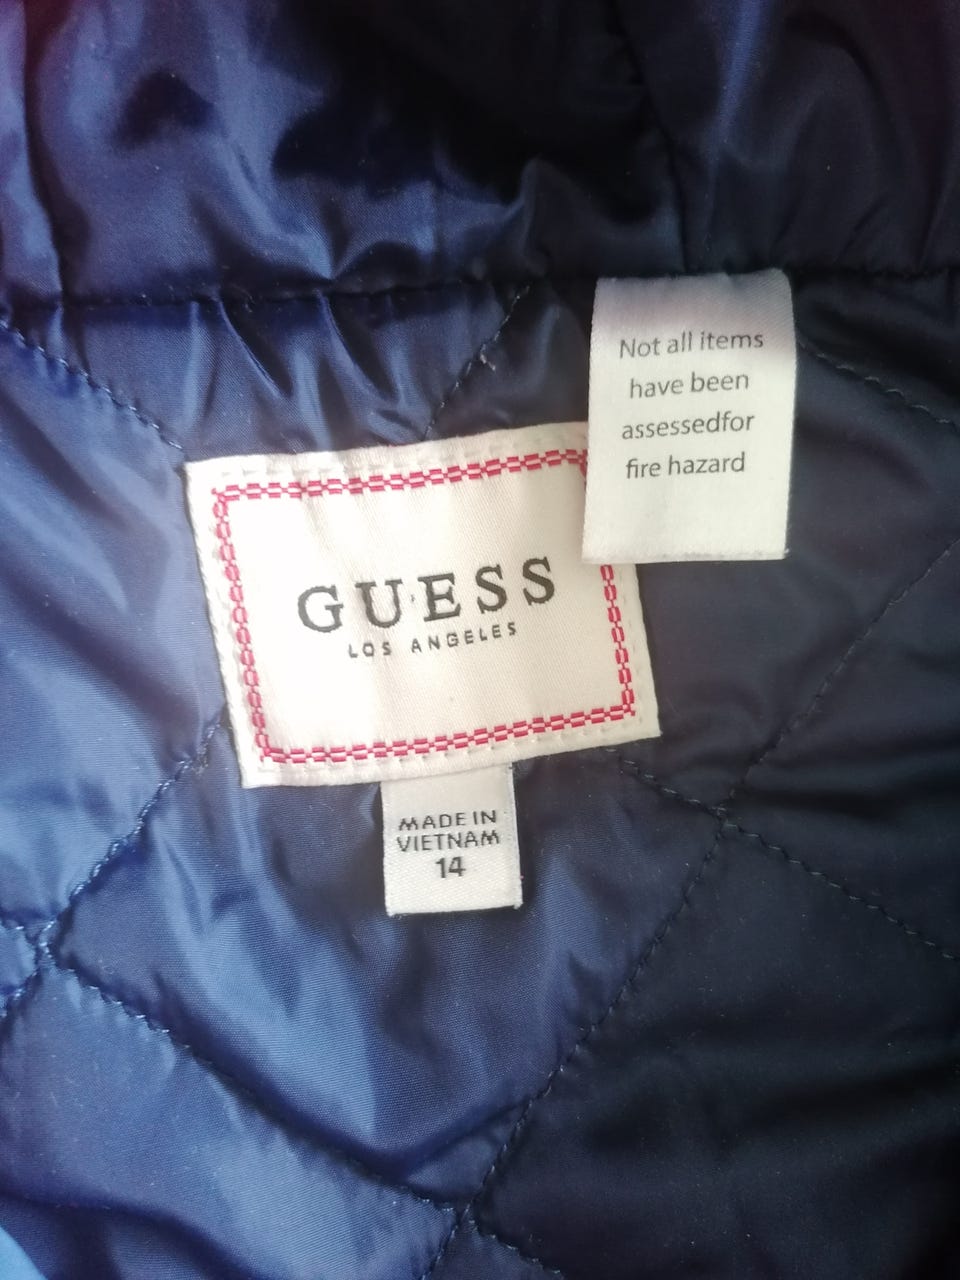 Not all items
have been
assessedfor
fire hazard
GUESS
LOS ANGELES
MADE IN
VIETNAM
14